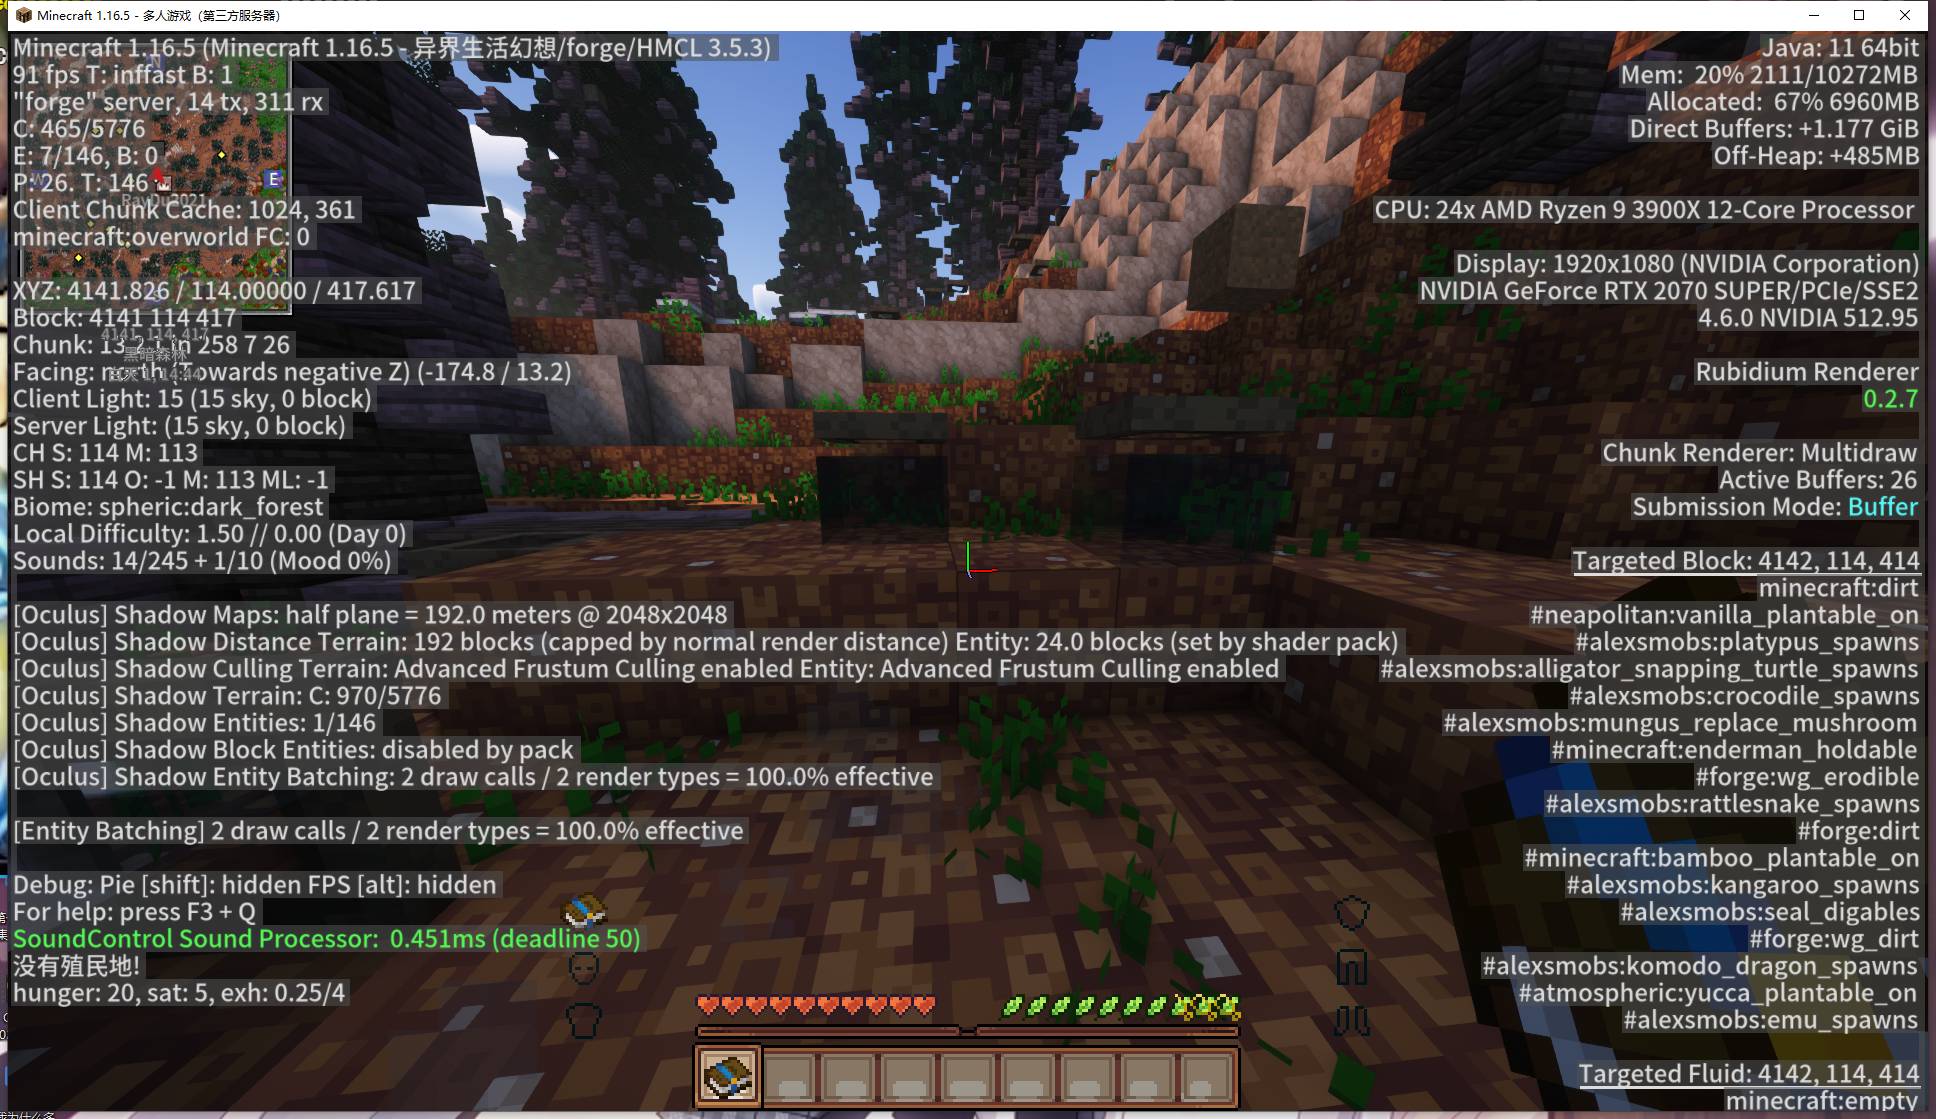 Minecraft 1.16.5 - 多人游戏（第三方服务器）
Minecraft 1.16.5 (Minecraft 1.16.5 - 异界生活幻想/forge/HMCL 3.5.3)
91 fps T: inffast B: 1
"forge" server, 14 tx, 311 rx
C: 465/5776
E: 7/146, B: 0
P: 26. T: 146
E
RayDu2021
Client Chunk Cache: 1024, 361
minecraft:overworld FC: 0
XYZ: 4141.826 / 114.00000 / 417.617
Block: 4141 114 417
4141, 114, 417
Chunk: in 258 7 26
黑暗森林
Facing: north (Towards negative Z) (-174.8 / 13.2)
Client Light: 15 (15 sky, 0 block)
Server Light: (15 sky, 0 block)
CH S: 114 M: 113
SH S: 114 O: -1 M: 113 ML: -1
Biome: spheric:dark_forest
Local Difficulty: 1.50 // 0.00 (Day 0)
Sounds: 14/245 + 1/10 (Mood 0%)
[Oculus] Shadow Maps: half plane = 192.0 meters @ 2048x2048
[Oculus] Shadow Distance Terrain: 192 blocks (capped by normal render distance) Entity: 24.0 blocks (set by shader pack)
[Oculus] Shadow Culling Terrain: Advanced Frustum Culling enabled Entity: Advanced Frustum Culling enabled
[Oculus] Shadow Terrain: C: 970/5776
[Oculus] Shadow Entities: 1/146
[Oculus] Shadow Block Entities: disabled by pack
[Oculus] Shadow Entity Batching: 2 draw calls / 2 render types = 100.0% effective
[Entity Batching] 2 draw calls / 2 render types = 100.0% effective
Debug: Pie [shift]: hidden FPS [alt]: hidden
For help: press F3 + Q
SoundControl Sound Processor: 0.451ms (deadline 50)
没有殖民地!
hunger: 20, sat: 5, exh: 0.25/4
Java: 11 64bit
Mem: 20% 2111/10272MB
Allocated: 67% 6960MB
Direct Buffers: +1.177 GiB
Off-Heap: +485MB
CPU: 24x AMD Ryzen 9 3900X 12-Core Processor
Display: 1920x1080 (NVIDIA Corporation)
NVIDIA GeForce RTX 2070 SUPER/PCIe/SSE2
4.6.0 NVIDIA 512.95
Rubidium Renderer
0.2.7
Chunk Renderer: Multidraw
Active Buffers: 26
Submission Mode: Buffer
Targeted Block: 4142, 114, 414
minecraft:dirt
#neapolitan:vanilla_plantable_on
#alexsmobs:platypus_spawns
#alexsmobs:alligator_snapping_turtle_spawns
#alexsmobs:crocodile_spawns
#alexsmobs:mungus_replace_mushroom
#minecraft:enderman_holdable
#forge:wg_erodible
#alexsmobs:rattlesnake_spawns
#forge:dirt
#minecraft:bamboo_plantable_on
#alexsmobs:kangaroo_spawns
#alexsmobs:seal_digables
#forge:wg_dirt
#alexsmobs:komodo_dragon_spawns
#atmospheric:yucca_plantable_on
#alexsmobs:emu_spawns
Targeted Fluid: 4142, 114, 414
minecraft:empty